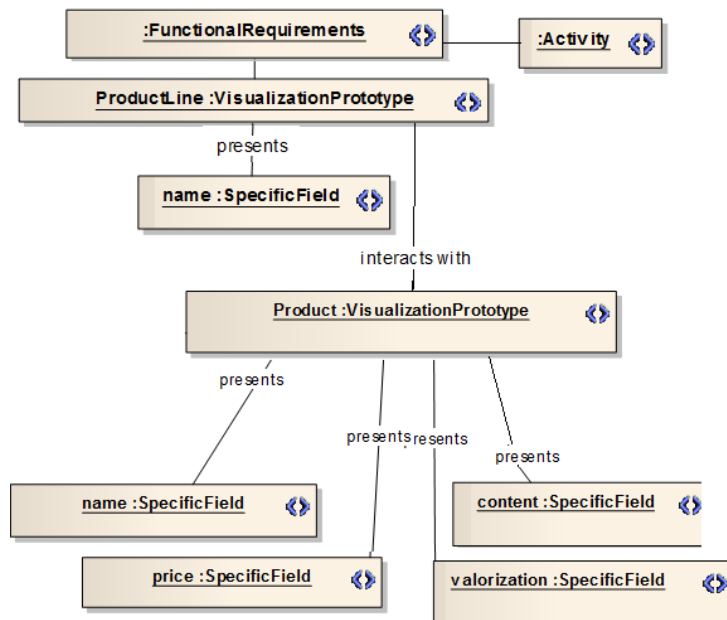 :FunctionalRequirements
:Activity
ProductLine :VisualizationPrototype
presents
name :SpecificField
interacts with
Product :VisualizationPrototype
presents
presents
resents
presents
name :SpecificField
content :SpecificField
price :SpecificField
valorization :SpecificField